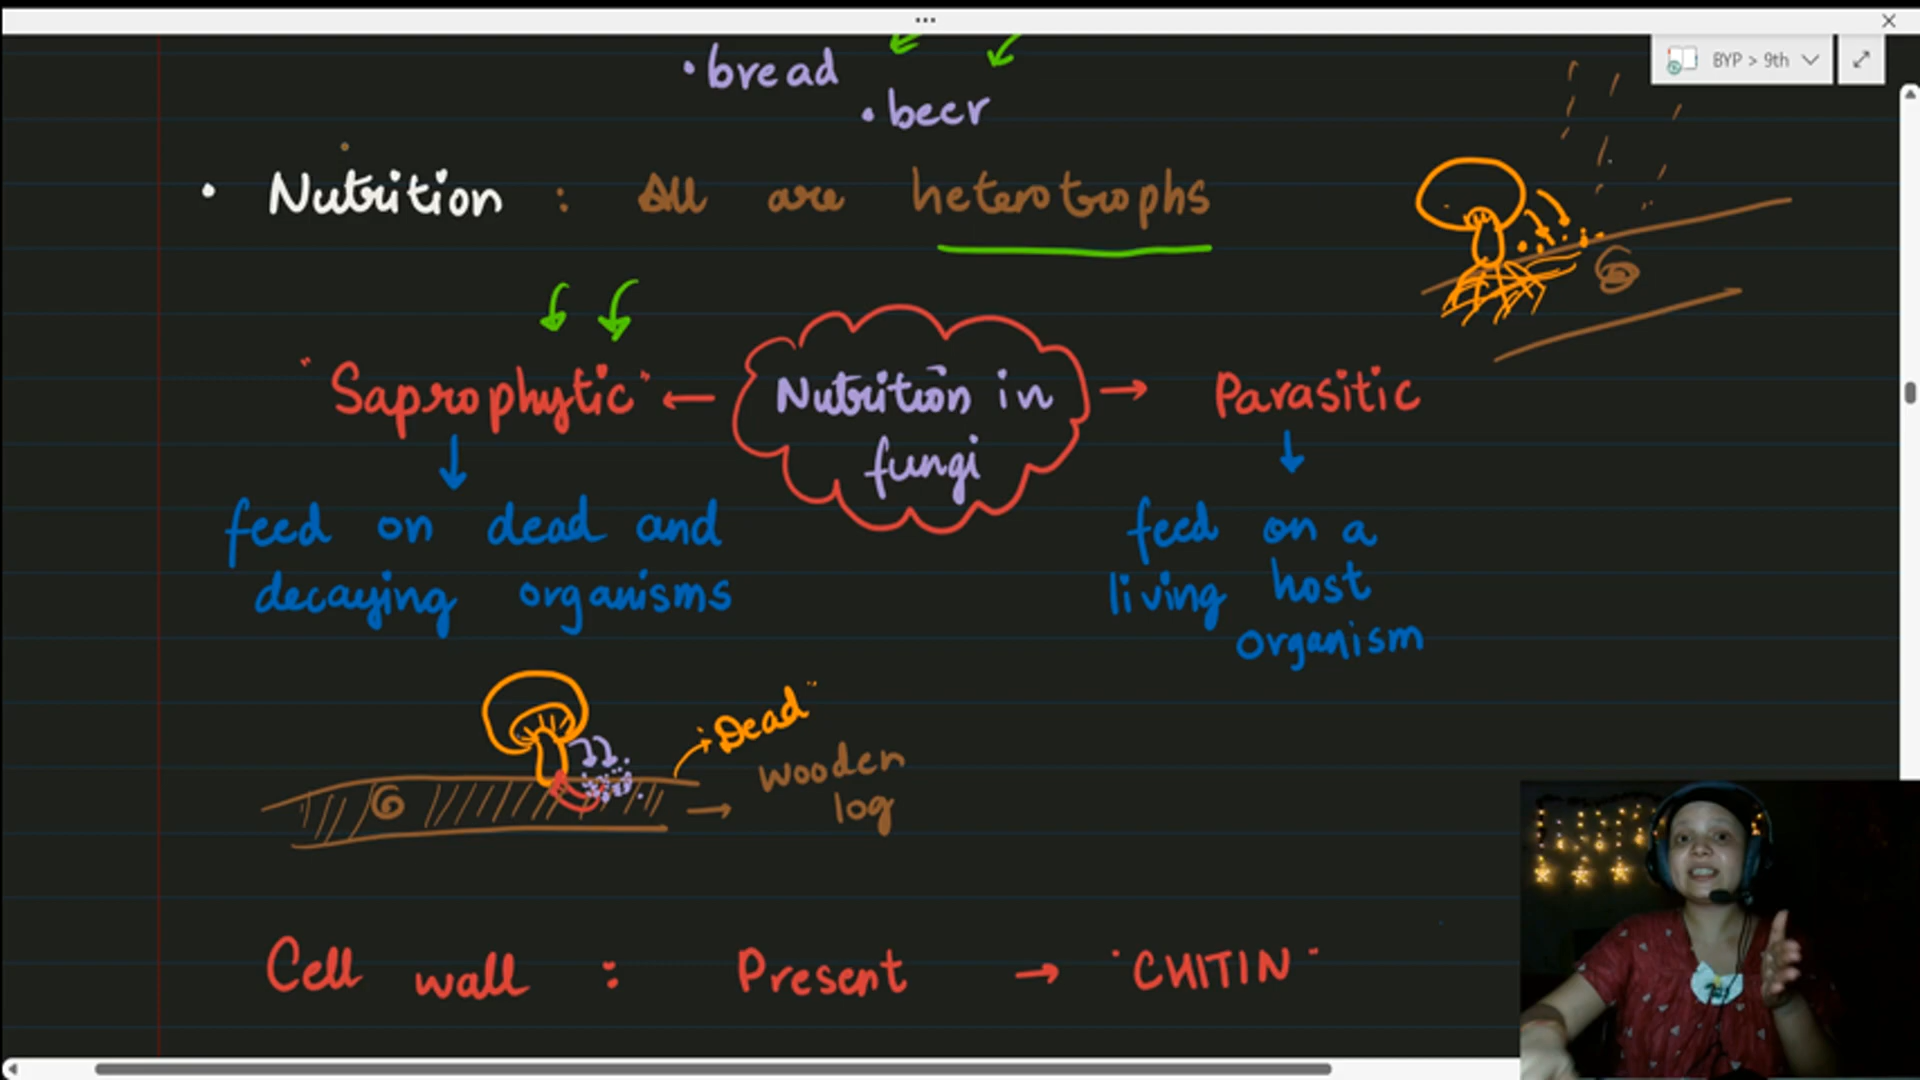 BYP > 9th
• bread
• beer
• Nutrition : All are heterotrophs
"Saprophytic" ← Nutrition in → Parasitic
fungi
feed on dead and
decaying organisms
feed on a
living host
organism
"Dead"
→ wooden
log
Cell wall : Present → "CHITIN"